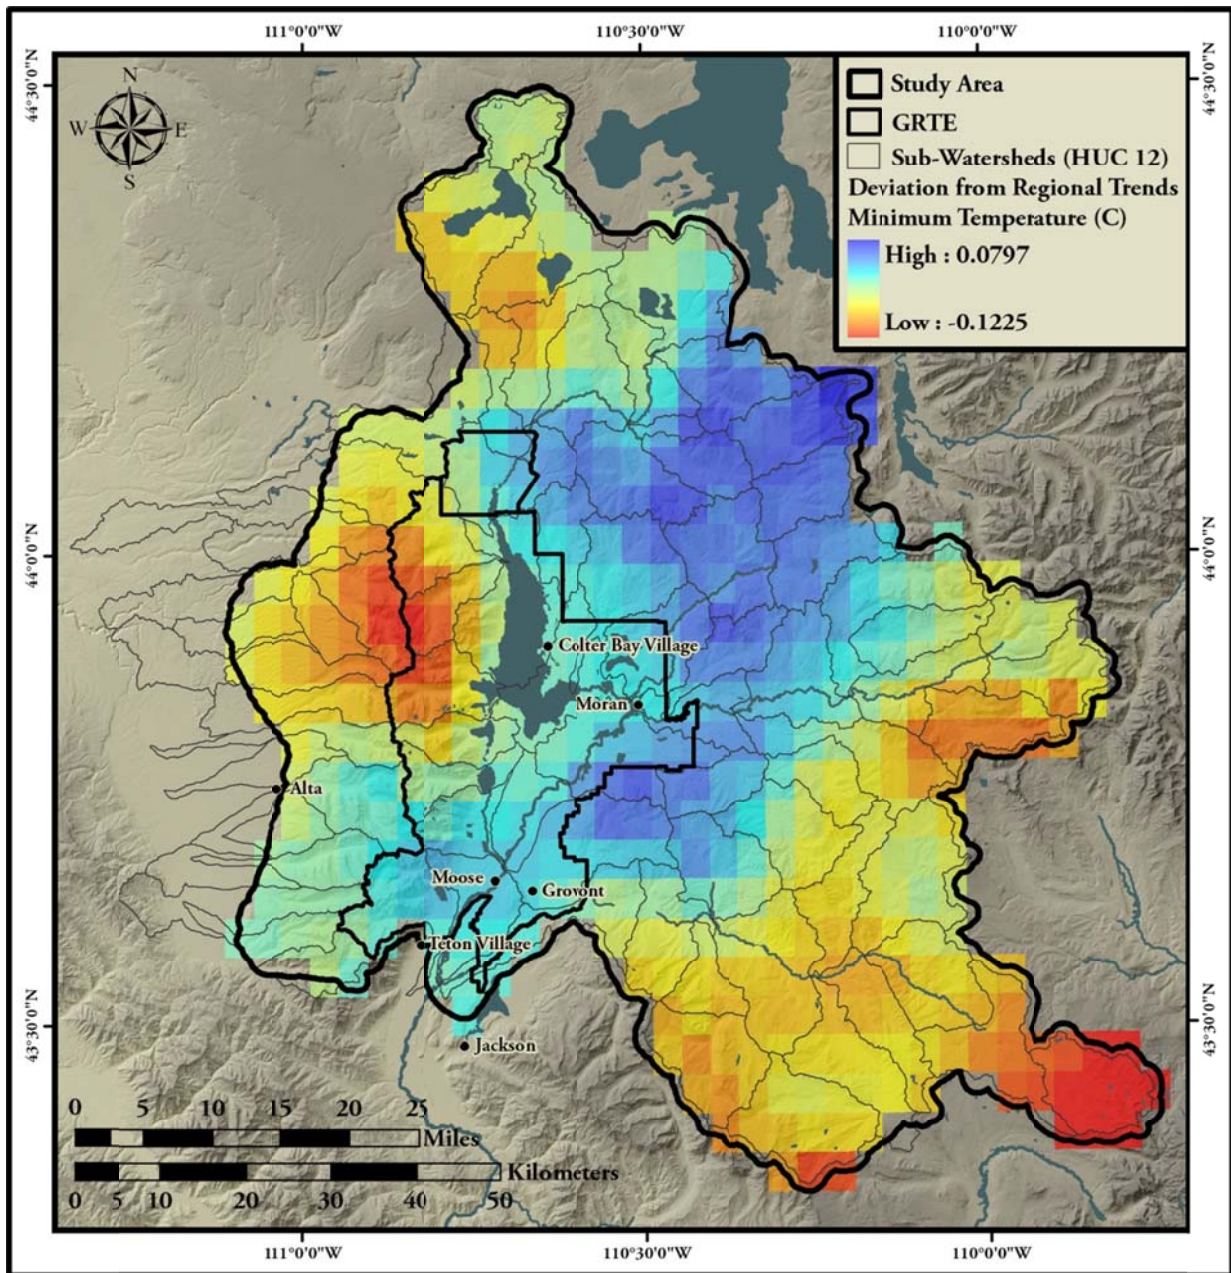 111°0'0"W 110°30'0"W 110°0'0"W
44°30'0"N
44°30'0"N
N
W E
S
Study Area
GRTE
Sub-Watersheds (HUC 12)
Deviation from Regional Trends
Minimum Temperature (C)
High : 0.0797
Low : -0.1225
44°0'0"N
44°0'0"N
Colter Bay Village
Moran
Alta
Moose
Grovont
Teton Village
43°30'0"N
43°30'0"N
Jackson
0 5 10 15 20 25
Miles
Kilometers
0 5 10 20 30 40 50
111°0'0"W 110°30'0"W 110°0'0"W